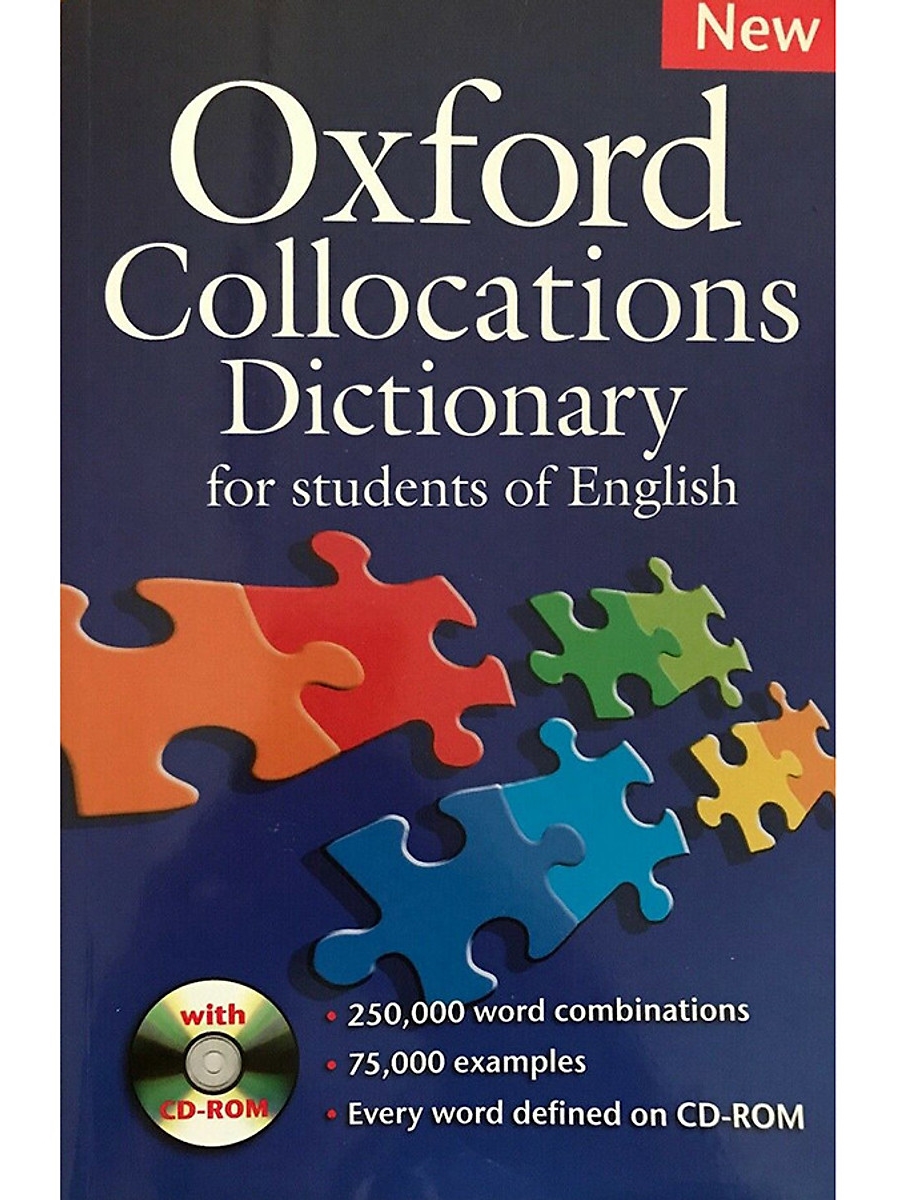 New
Oxford
Collocations
Dictionary
for students of English
with
CD-ROM
• 250,000 word combinations
• 75,000 examples
• Every word defined on CD-ROM